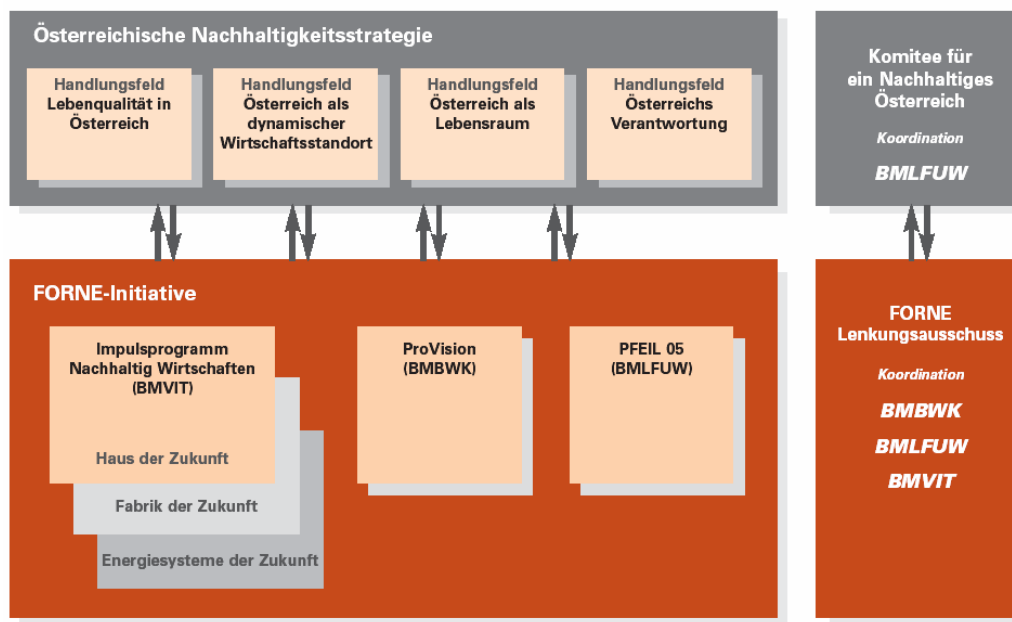 Österreichische Nachhaltigkeitsstrategie
Handlungsfeld
Lebenqualität in
Österreich
Handlungsfeld
Österreich als
dynamischer
Wirtschaftsstandort
Handlungsfeld
Österreich als
Lebensraum
Handlungsfeld
Österreichs
Verantwortung
Komitee für
ein Nachhaltiges
Österreich
Koordination
BMLFUW
FORNE-Initiative
Impulsprogramm
Nachhaltig Wirtschaften
(BMVIT)
Haus der Zukunft
Fabrik der Zukunft
Energiesysteme der Zukunft
ProVision
(BMBWK)
PFEIL 05
(BMLFUW)
FORNE
Lenkungsausschuss
Koordination
BMBWK
BMLFUW
BMVIT